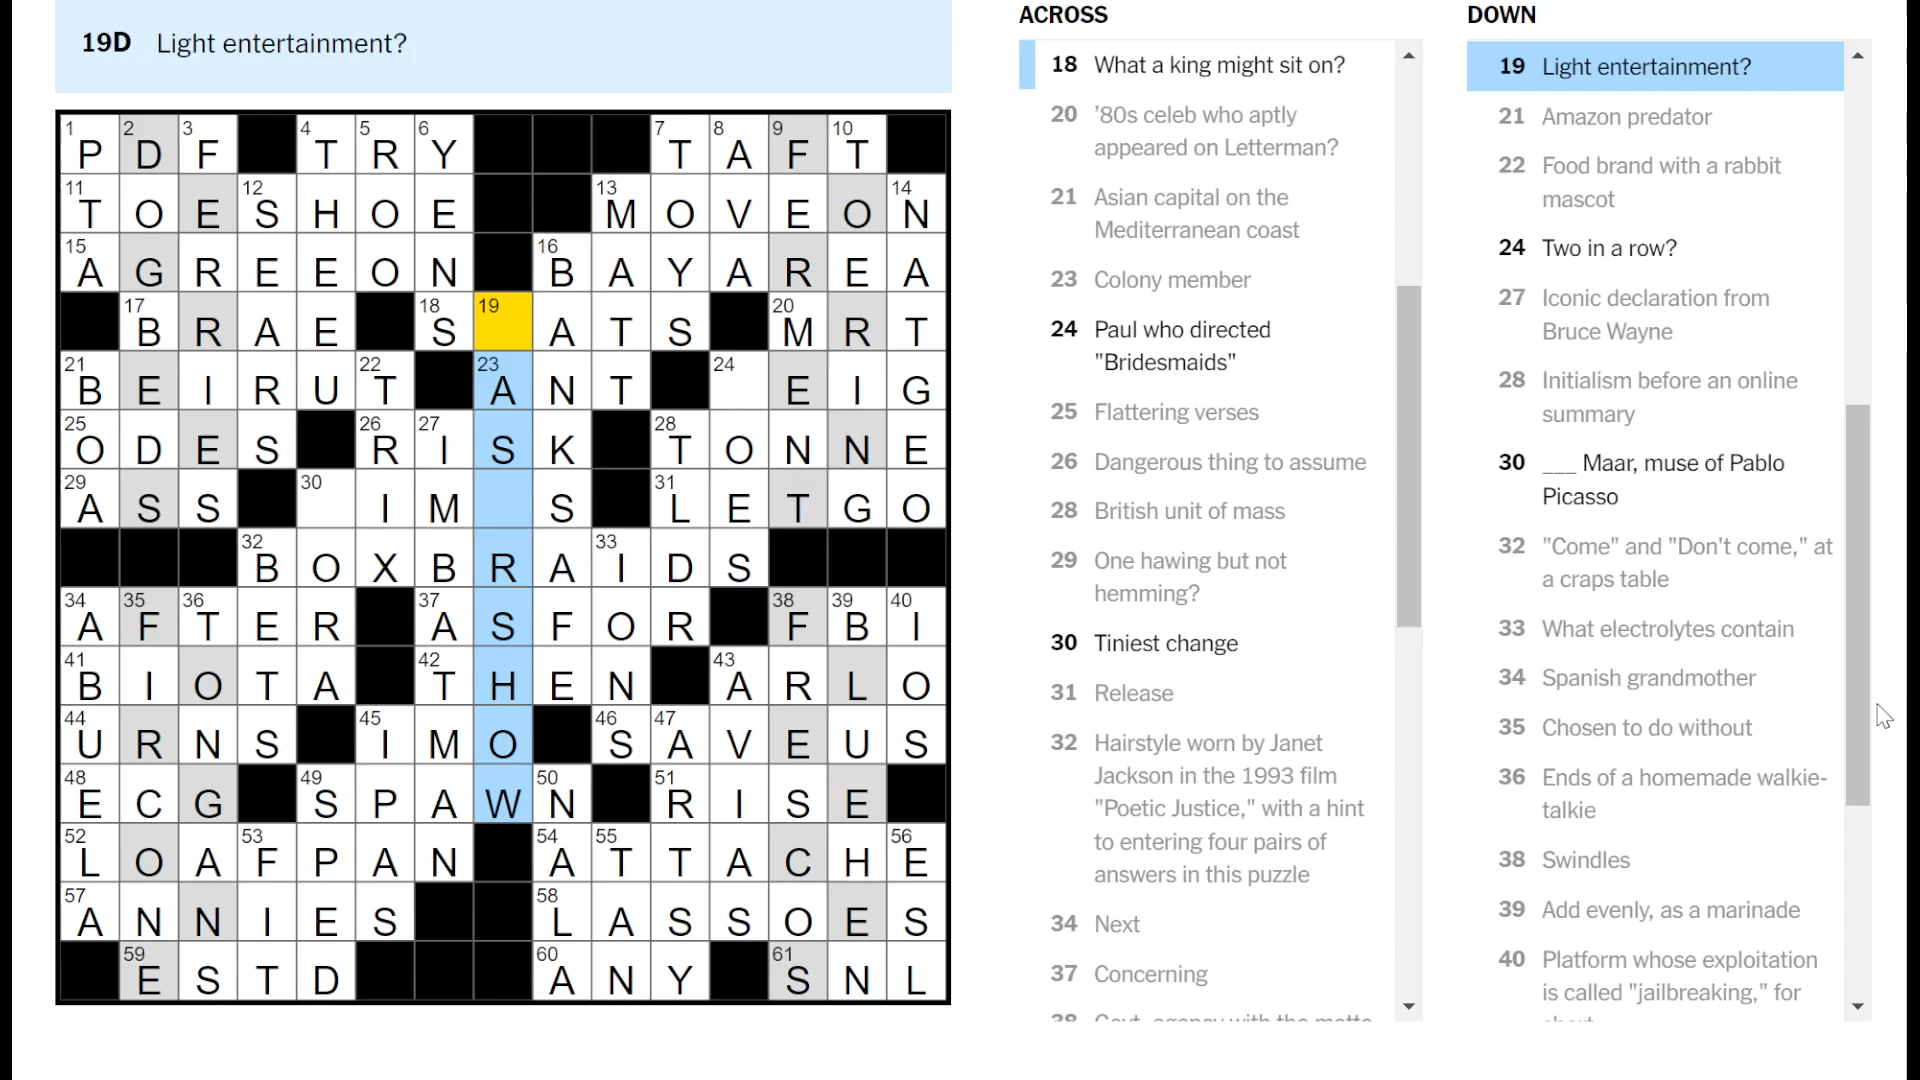 19D Light entertainment?
1 2 3 4 5 6 7 8 9 10
P D F T R Y T A F T
11 12 13 14
T O E S H O E M O V E O N
15 16
A G R E E O N B A Y A R E A
17 18 19 20
B R A E S A T S M R T
21 22 23 24
B E I R U T A N T E I G
25 26 27 28
O D E S R I S K T O N N E
29 30 31
A S S I M S L E T G O
32 33
B O X B R A I D S
34 35 36 37 38 39 40
A F T E R A S F O R F B I
41 42 43
B I O T A T H E N A R L O
44 45 46 47
U R N S I M O S A V E U S
48 49 50 51
E C G S P A W N R I S E
52 53 54 55 56
L O A F P A N A T T A C H E
57 58
A N N I E S L A S S O E S
59 60 61
E S T D A N Y S N L
ACROSS
18 What a king might sit on?
20 ’80s celeb who aptly
appeared on Letterman?
21 Asian capital on the
Mediterranean coast
23 Colony member
24 Paul who directed
"Bridesmaids"
25 Flattering verses
26 Dangerous thing to assume
28 British unit of mass
29 One hawing but not
hemming?
30 Tiniest change
31 Release
32 Hairstyle worn by Janet
Jackson in the 1993 film
"Poetic Justice," with a hint
to entering four pairs of
answers in this puzzle
34 Next
37 Concerning
38 Govt. agency with the motto
DOWN
19 Light entertainment?
21 Amazon predator
22 Food brand with a rabbit
mascot
24 Two in a row?
27 Iconic declaration from
Bruce Wayne
28 Initialism before an online
summary
30 ___ Maar, muse of Pablo
Picasso
32 "Come" and "Don't come," at
a craps table
33 What electrolytes contain
34 Spanish grandmother
35 Chosen to do without
36 Ends of a homemade walkie-
talkie
38 Swindles
39 Add evenly, as a marinade
40 Platform whose exploitation
is called "jailbreaking," for
short